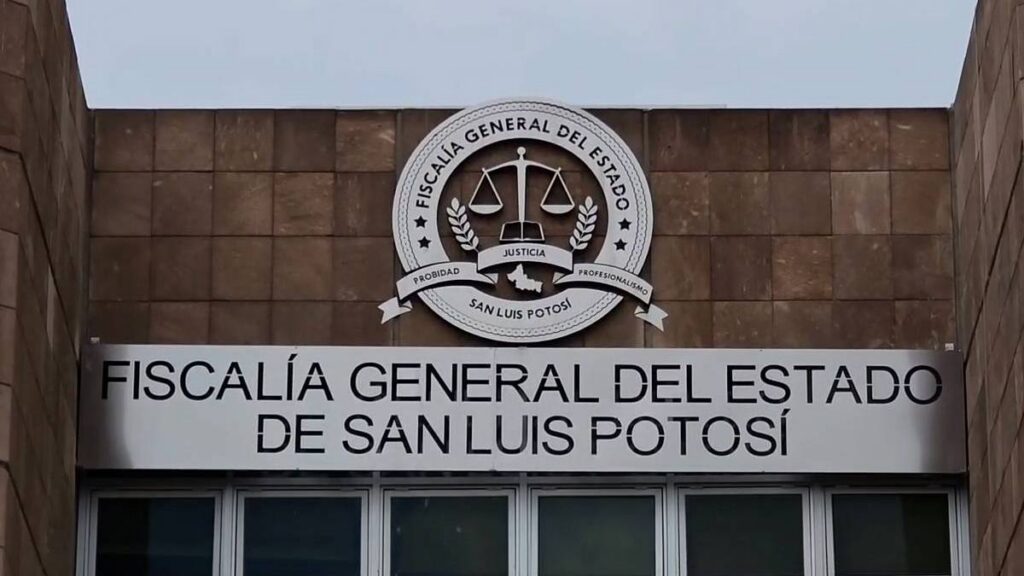 FISCALÍA GENERAL DEL ESTADO
JUSTICIA
PROBIDAD
PROFESIONALISMO
SAN LUIS POTOSÍ
FISCALÍA GENERAL DEL ESTADO
DE SAN LUIS POTOSÍ